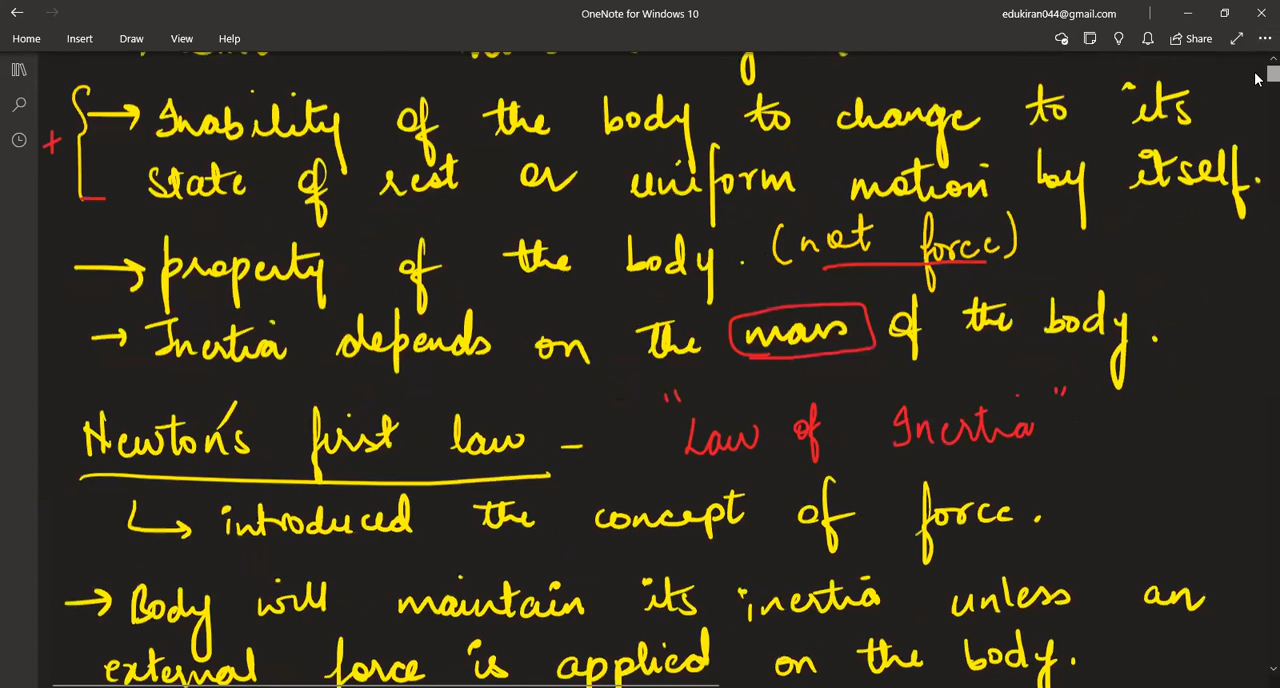 OneNote for Windows 10
edukiran044@gmail.com
Home Insert Draw View Help
Share
→ Inability of the body to change to its
state of rest or uniform motion by itself.
→ property of the body. (not force)
→ Inertia depends on the mass of the body.
Newton's first law - "Law of Inertia"
↳ introduced the concept of force.
→ Body will maintain its inertia unless an
external force is applied on the body.